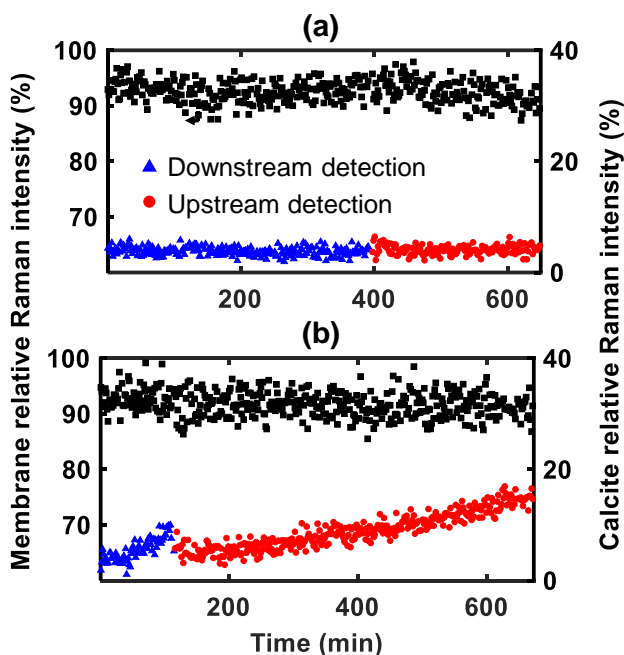 (a)
100
90
80
70
40
20
0
Downstream detection
Upstream detection
200
400
600
(b)
100
90
80
70
40
20
0
200
400
600
Time (min)
Membrane relative Raman intensity (%)
Calcite relative Raman intensity (%)